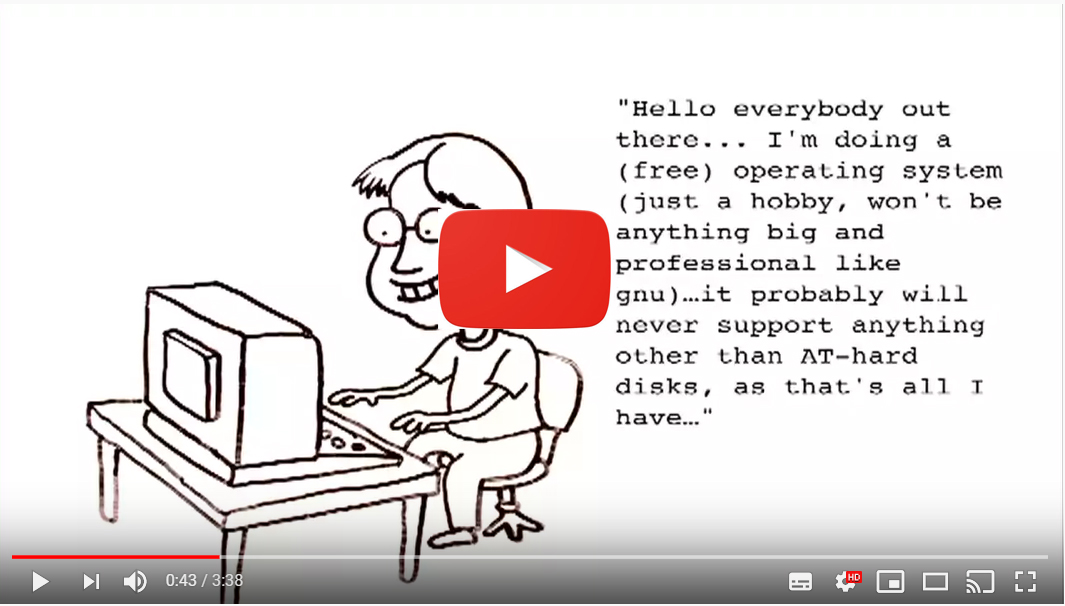 "Hello everybody out
there... I'm doing a
(free) operating system
(just a hobby, won't be
anything big and
professional like
gnu)…it probably will
never support anything
other than AT-hard
disks, as that's all I
have…"
0:43 / 3:38
HD